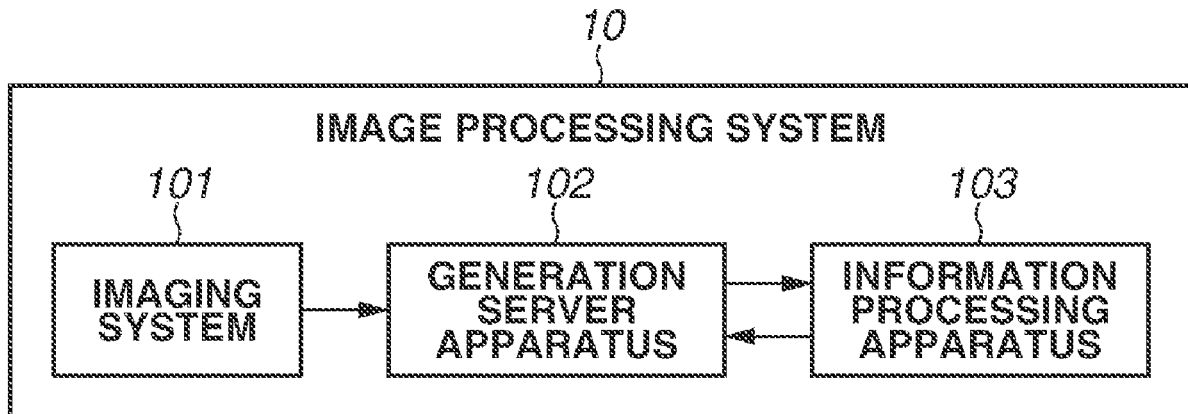 10
IMAGE PROCESSING SYSTEM
101
102
103
IMAGING
SYSTEM
GENERATION
SERVER
APPARATUS
INFORMATION
PROCESSING
APPARATUS